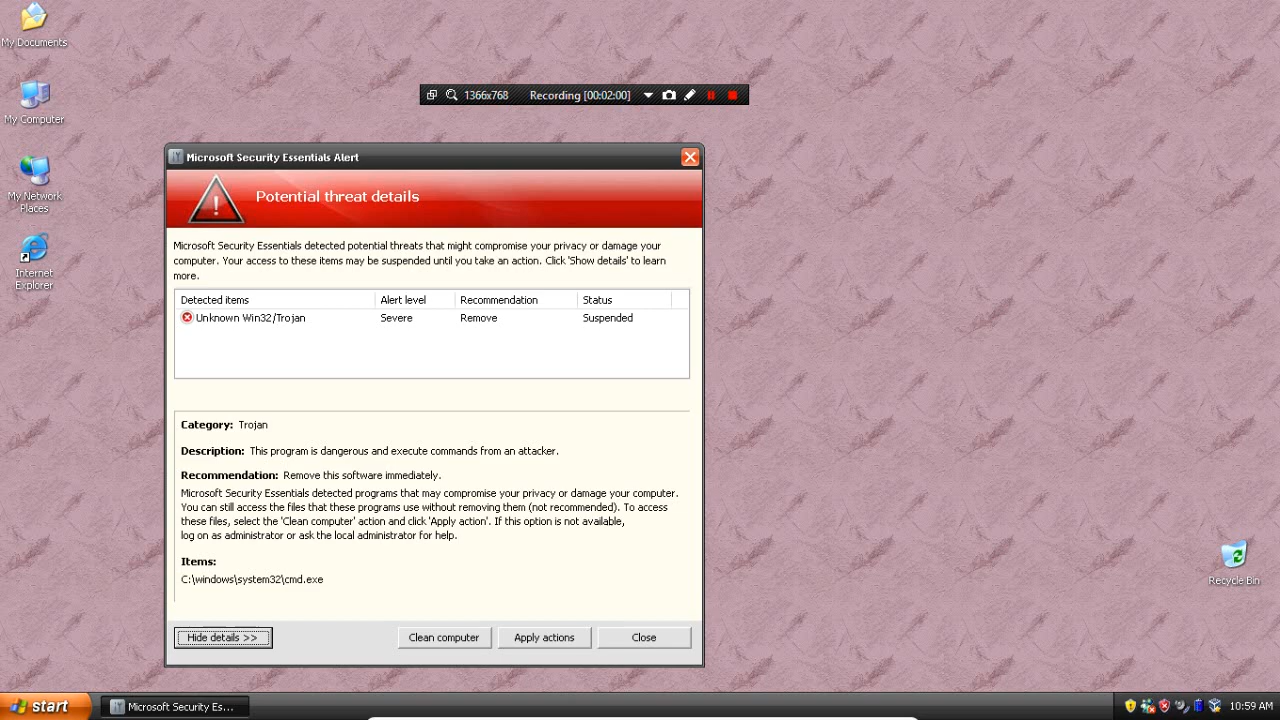 My Documents
My Computer
My Network
Places
Internet
Explorer
1366x768 Recording [00:02:00]
Microsoft Security Essentials Alert
Potential threat details
Microsoft Security Essentials detected potential threats that might compromise your privacy or damage your
computer. Your access to these items may be suspended until you take an action. Click 'Show details' to learn
more.
Detected items Alert level Recommendation Status
Unknown Win32/Trojan Severe Remove Suspended
Category: Trojan
Description: This program is dangerous and execute commands from an attacker.
Recommendation: Remove this software immediately.
Microsoft Security Essentials detected programs that may compromise your privacy or damage your computer.
You can still access the files that these programs use without removing them (not recommended). To access
these files, select the 'Clean computer' action and click 'Apply action'. If this option is not available,
log on as administrator or ask the local administrator for help.
Items:
C:\windows\system32\cmd.exe
Hide details >> Clean computer Apply actions Close
Recycle Bin
start Microsoft Security Es... 10:59 AM